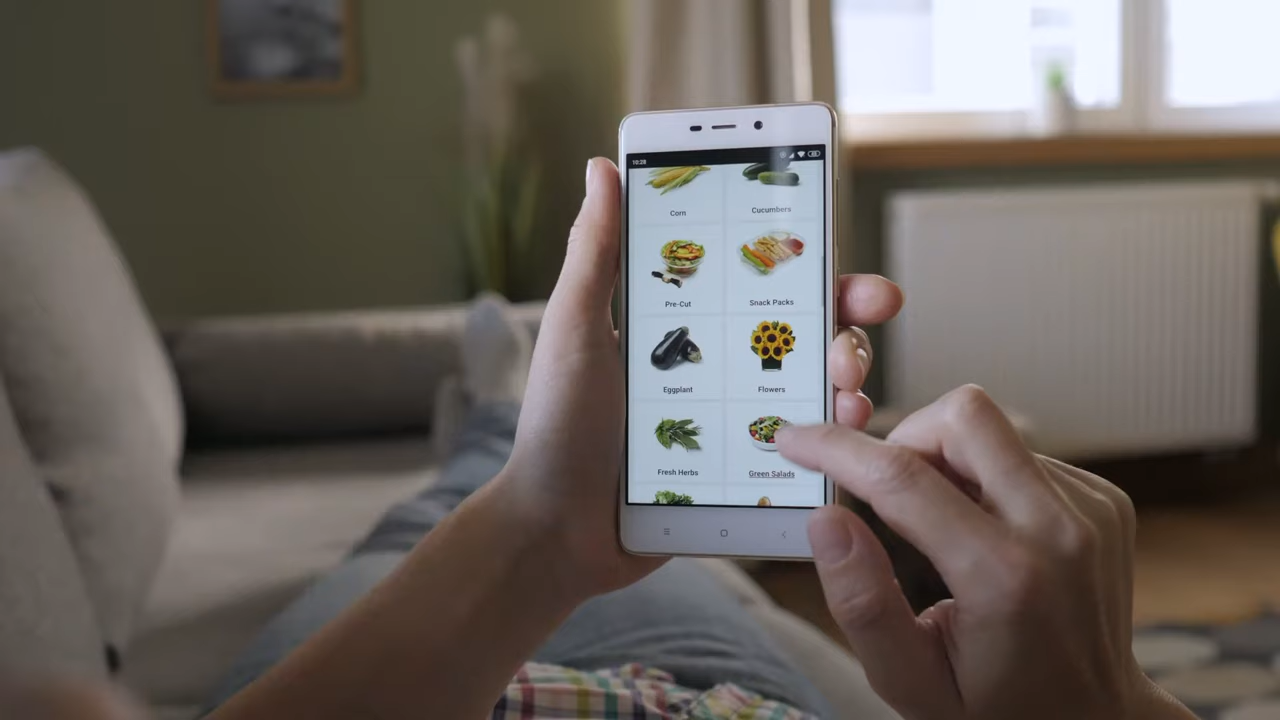 10:28
Corn Cucumbers
Pre-Cut Snack Packs
Eggplant Flowers
Fresh Herbs Green Salads